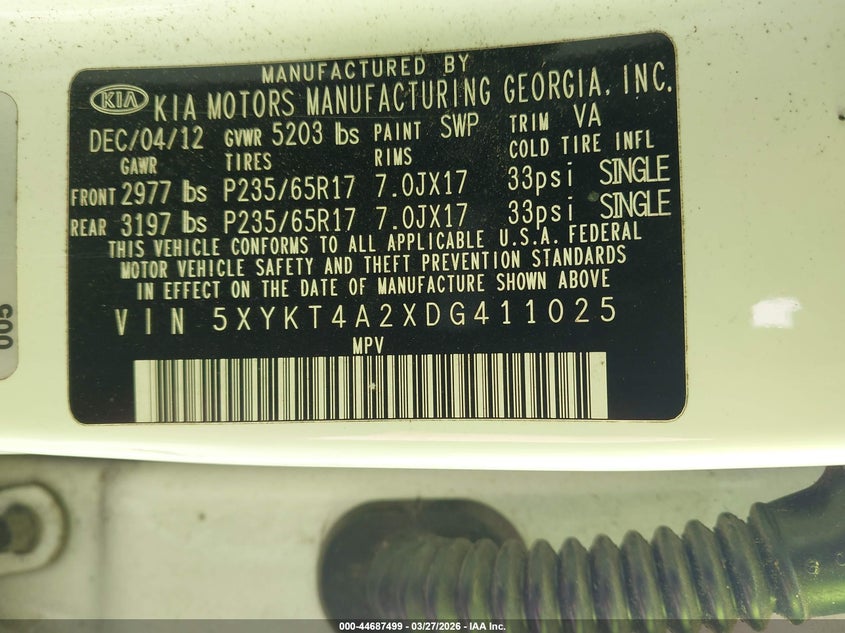 MANUFACTURED BY
KIA KIA MOTORS MANUFACTURING GEORGIA, INC.
DEC/04/12 GVWR 5203 lbs PAINT SWP TRIM VA
GAWR TIRES RIMS COLD TIRE INFL
FRONT 2977 lbs P235/65R17 7.0JX17 33psi SINGLE
REAR 3197 lbs P235/65R17 7.0JX17 33psi SINGLE
THIS VEHICLE CONFORMS TO ALL APPLICABLE U.S.A. FEDERAL
MOTOR VEHICLE SAFETY AND THEFT PREVENTION STANDARDS
IN EFFECT ON THE DATE OF MANUFACTURE SHOWN ABOVE
VIN 5XYKT4A2XDG411025
MPV
005
000-44687499 - 03/27/2026 - IAA Inc.